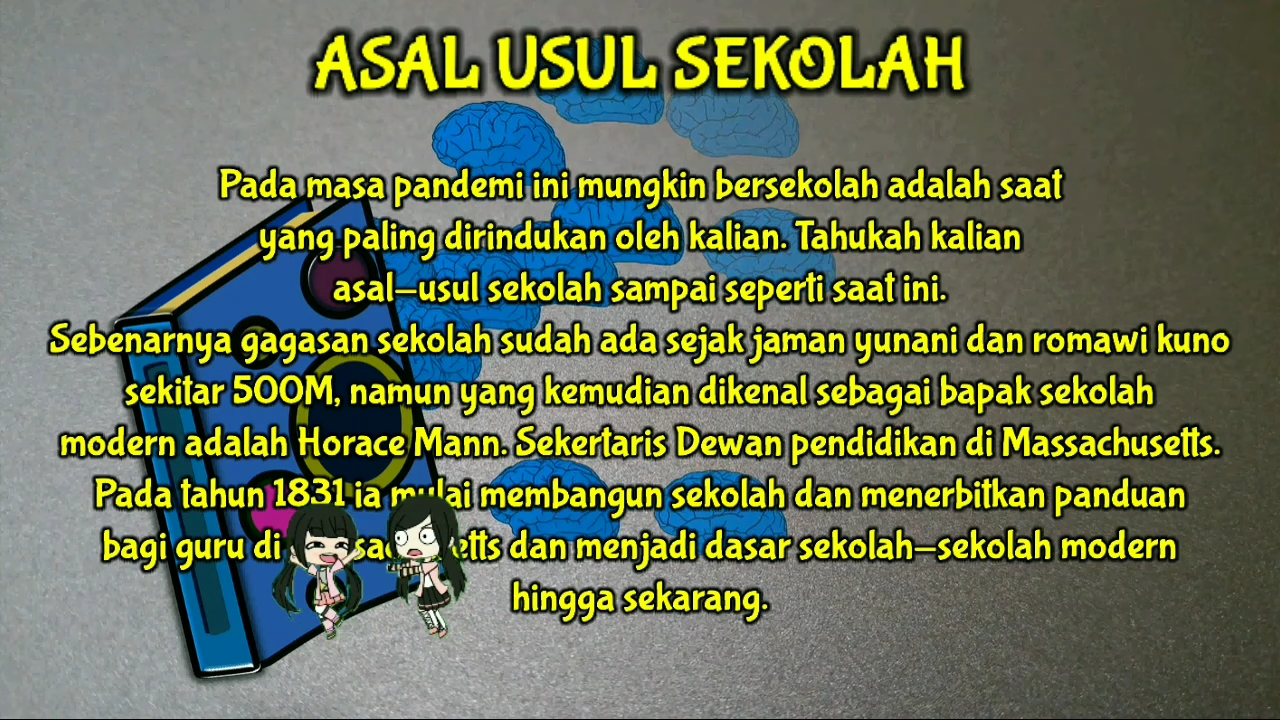 ASAL USUL SEKOLAH
Pada masa pandemi ini mungkin bersekolah adalah saat
yang paling dirindukan oleh kalian. Tahukah kalian
asal-usul sekolah sampai seperti saat ini.
Sebenarnya gagasan sekolah sudah ada sejak jaman yunani dan romawi kuno
sekitar 500M, namun yang kemudian dikenal sebagai bapak sekolah
modern adalah Horace Mann. Sekertaris Dewan pendidikan di Massachusetts.
Pada tahun 1831 ia mulai membangun sekolah dan menerbitkan panduan
bagi guru di dan menjadi dasar sekolah-sekolah modern
hingga sekarang.